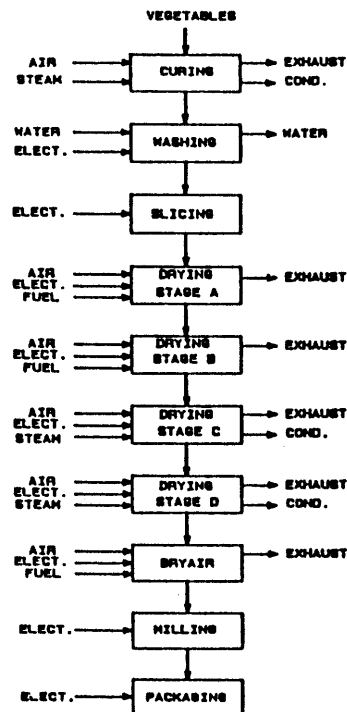 VEGETABLES
AIR
STEAM
CURING
EXHAUST
COND.
WATER
ELECT.
WASHING
WATER
ELECT.
SLICING
AIR
ELECT.
FUEL
DRYING
STAGE A
EXHAUST
AIR
ELECT.
FUEL
DRYING
STAGE B
EXHAUST
AIR
ELECT.
STEAM
DRYING
STAGE C
EXHAUST
COND.
AIR
ELECT.
STEAM
DRYING
STAGE D
EXHAUST
COND.
AIR
ELECT.
FUEL
BRYAIR
EXHAUST
ELECT.
MILLING
ELECT.
PACKAGING